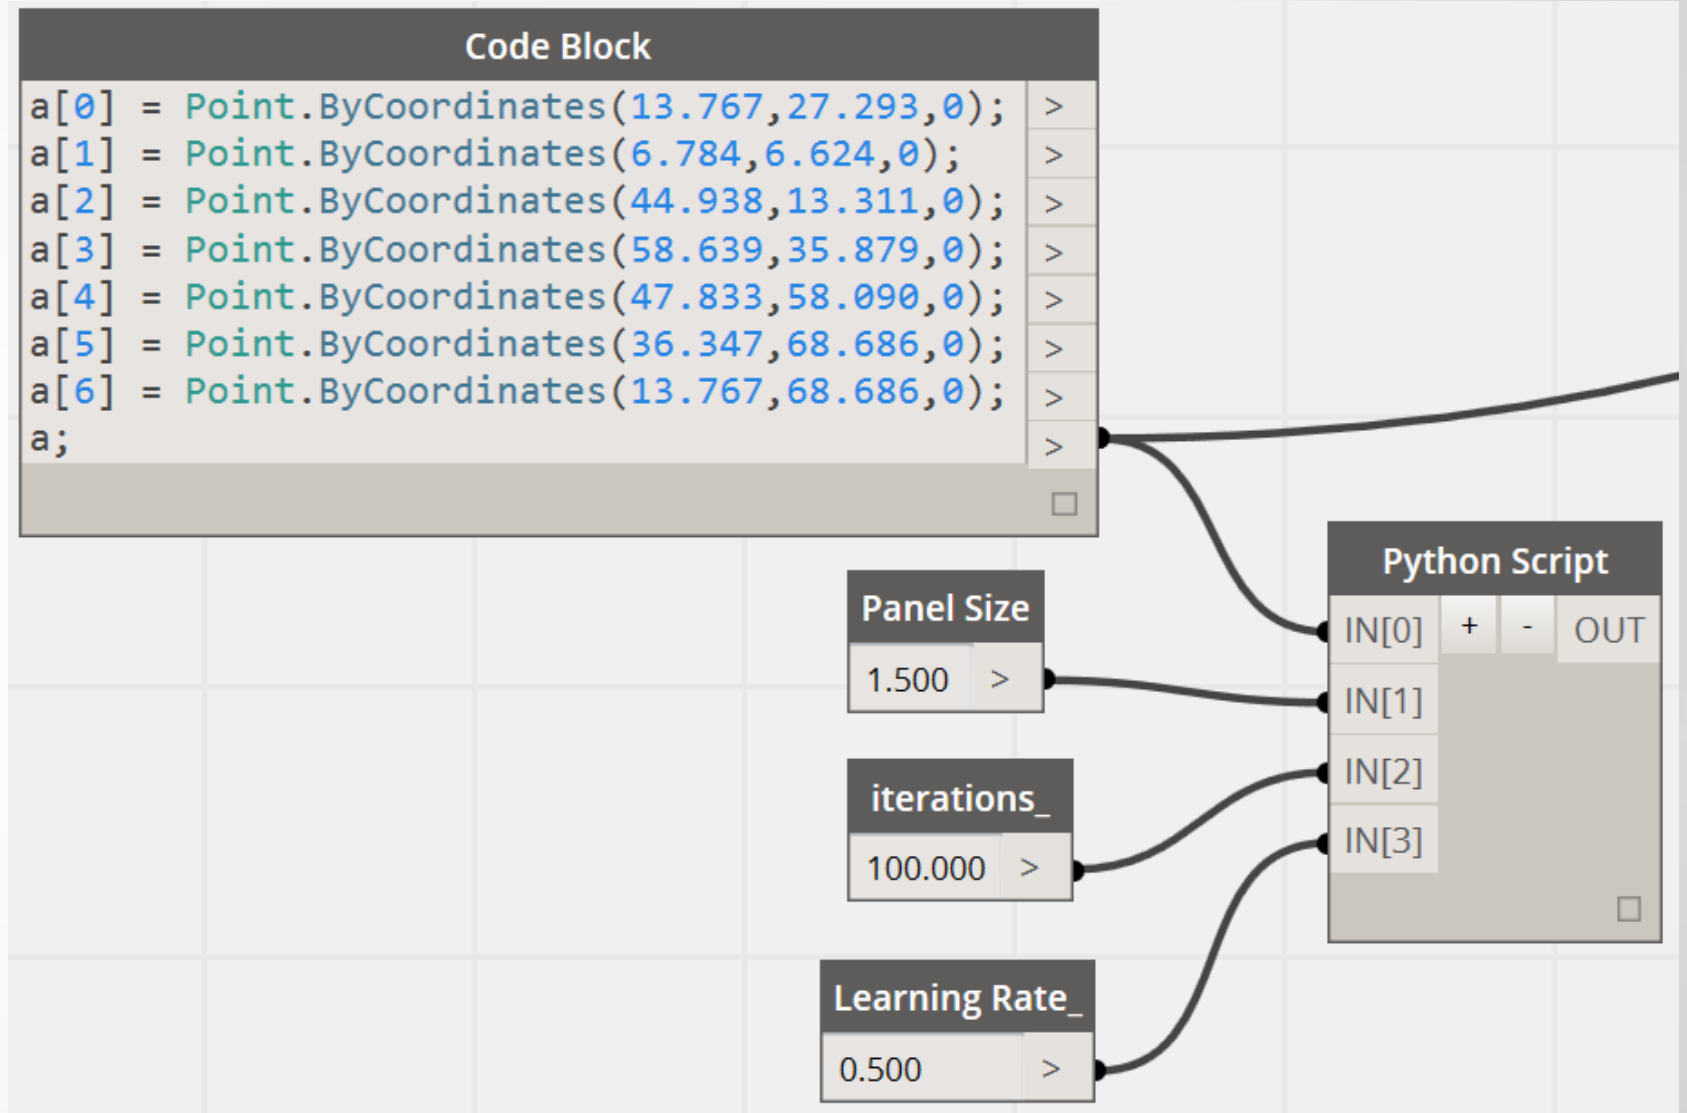 Code Block
a[0] = Point.ByCoordinates(13.767,27.293,0); >
a[1] = Point.ByCoordinates(6.784,6.624,0); >
a[2] = Point.ByCoordinates(44.938,13.311,0); >
a[3] = Point.ByCoordinates(58.639,35.879,0); >
a[4] = Point.ByCoordinates(47.833,58.090,0); >
a[5] = Point.ByCoordinates(36.347,68.686,0); >
a[6] = Point.ByCoordinates(13.767,68.686,0); >
a; >
Panel Size
1.500 >
iterations_
100.000 >
Learning Rate_
0.500 >
Python Script
IN[0] + - OUT
IN[1]
IN[2]
IN[3]